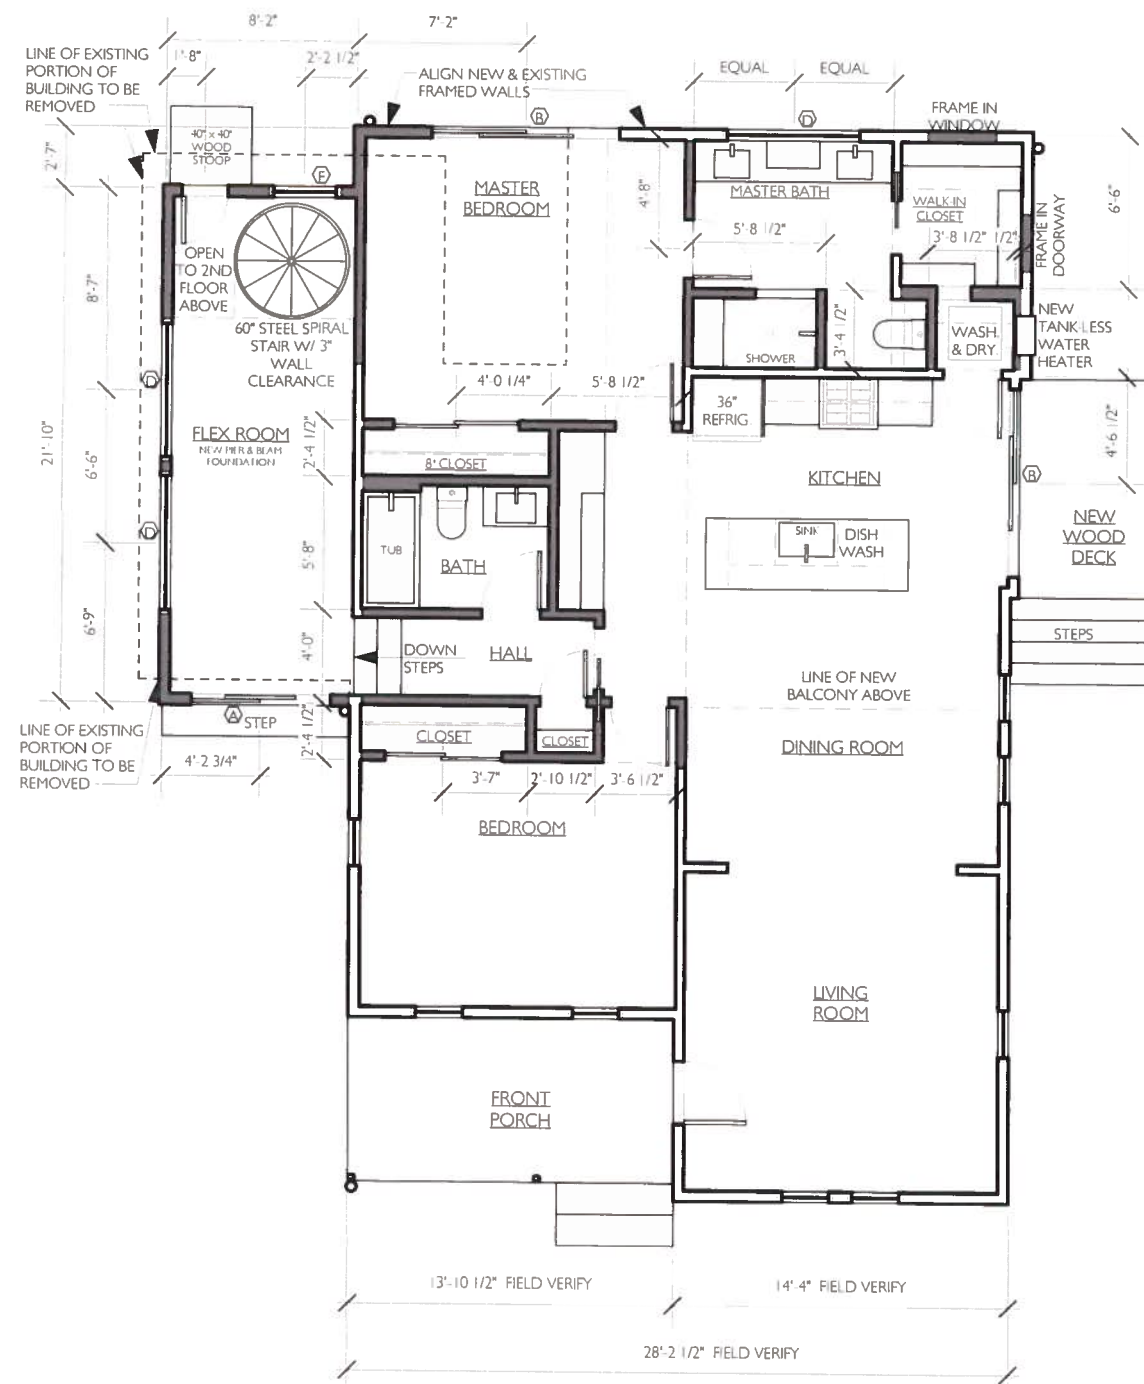 8'-2"
7'-2"
LINE OF EXISTING
PORTION OF
BUILDING TO BE
REMOVED
1'-8"
2'-2 1/2"
ALIGN NEW & EXISTING
FRAMED WALLS
EQUAL
EQUAL
B
D
FRAME IN
WINDOW
40" x 40"
WOOD
STOOP
2'-7"
E
MASTER
BEDROOM
4'-8"
MASTER BATH
WALK-IN
CLOSET
5'-8 1/2"
3'-8 1/2"
1/2"
FRAME IN
DOORWAY
6'-6"
OPEN
TO 2ND
FLOOR
ABOVE
8'-7"
60" STEEL SPIRAL
STAIR W/ 3"
WALL
CLEARANCE
3'-4 1/2"
SHOWER
WASH.
& DRY.
NEW
TANK-LESS
WATER
HEATER
D
4'-0 1/4"
5'-8 1/2"
36"
REFRIG.
FLEX ROOM
NEW PIER & BEAM
FOUNDATION
21'-10"
6'-6"
2'-4 1/2"
8' CLOSET
KITCHEN
4'-6 1/2"
B
NEW
WOOD
DECK
D
TUB
BATH
5'-8"
SINK
DISH
WASH
6'-9"
4'-0"
DOWN
STEPS
HALL
STEPS
LINE OF NEW
BALCONY ABOVE
A
STEP
LINE OF EXISTING
PORTION OF
BUILDING TO BE
REMOVED
2'-4 1/2"
CLOSET
CLOSET
DINING ROOM
4'-2 3/4"
3'-7"
2'-10 1/2"
3'-6 1/2"
BEDROOM
LIVING
ROOM
FRONT
PORCH
13'-10 1/2" FIELD VERIFY
14'-4" FIELD VERIFY
28'-2 1/2" FIELD VERIFY